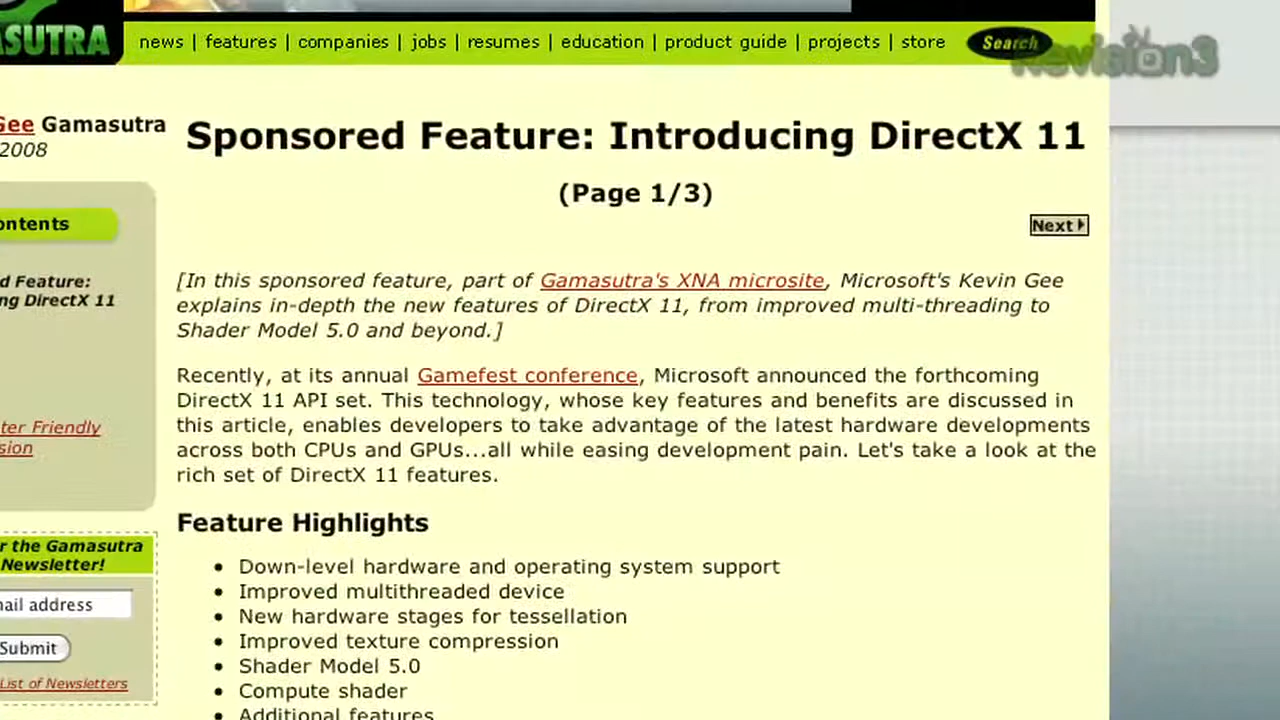 ASUTRA
news | features | companies | jobs | resumes | education | product guide | projects | store
Search
Revision3
Gee Gamasutra
2008
Sponsored Feature: Introducing DirectX 11
(Page 1/3)
Next
ontents
d Feature:
ng DirectX 11
ter Friendly
sion
[In this sponsored feature, part of Gamasutra's XNA microsite, Microsoft's Kevin Gee
explains in-depth the new features of DirectX 11, from improved multi-threading to
Shader Model 5.0 and beyond.]
Recently, at its annual Gamefest conference, Microsoft announced the forthcoming
DirectX 11 API set. This technology, whose key features and benefits are discussed in
this article, enables developers to take advantage of the latest hardware developments
across both CPUs and GPUs...all while easing development pain. Let's take a look at the
rich set of DirectX 11 features.
r the Gamasutra
Newsletter!
ail address
Submit
List of Newsletters
Feature Highlights
• Down-level hardware and operating system support
• Improved multithreaded device
• New hardware stages for tessellation
• Improved texture compression
• Shader Model 5.0
• Compute shader
• Additional features